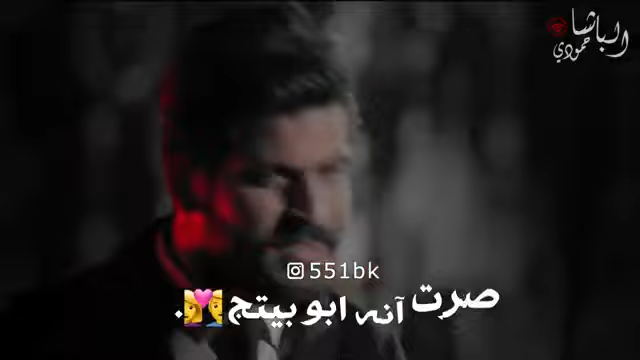 الباشا
حمودي
551bk
صرت آنه ابو بيتج 💏.